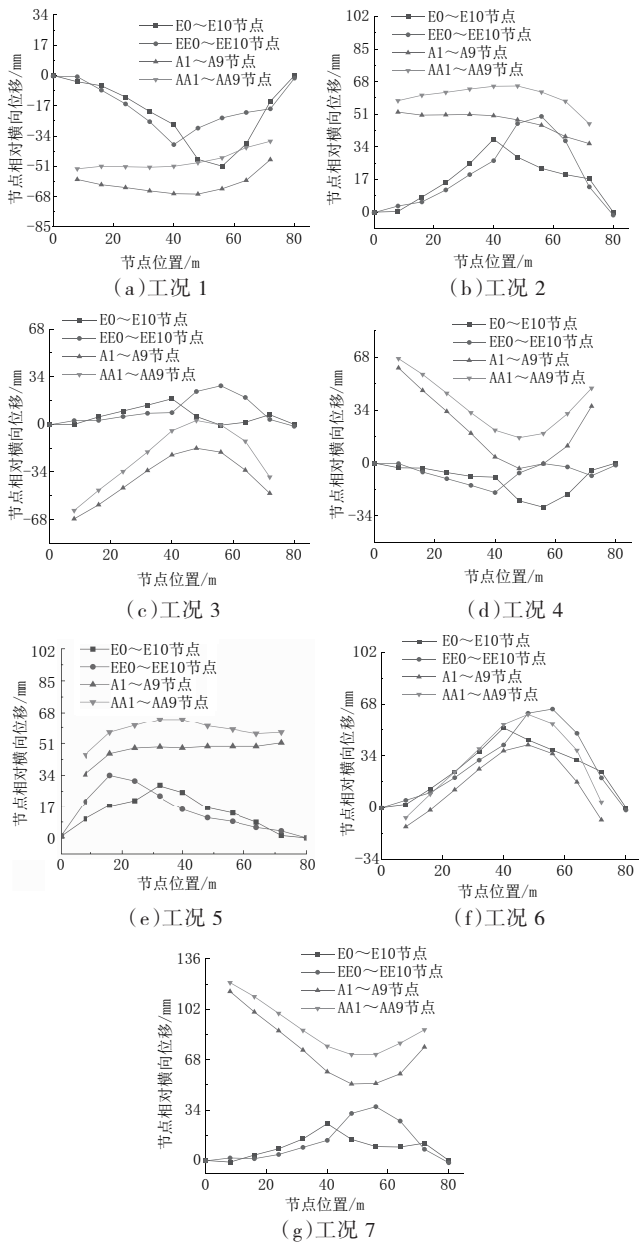 节点相对横向位移/mm
34
17
0
−17
−34
−51
−68
−85
0 20 40 60 80
节点位置/m
E0～E10节点
EE0～EE10节点
A1～A9节点
AA1～AA9节点
(a)工况 1
节点相对横向位移/mm
102
85
68
51
34
17
0
0 20 40 60 80
节点位置/m
E0～E10节点
EE0～EE10节点
A1～A9节点
AA1～AA9节点
(b)工况 2
节点相对横向位移/mm
68
34
0
−34
−68
0 20 40 60 80
节点位置/m
E0～E10节点
EE0～EE10节点
A1～A9节点
AA1～AA9节点
(c)工况 3
节点相对横向位移/mm
68
34
0
−34
0 20 40 60 80
节点位置/m
E0～E10节点
EE0～EE10节点
A1～A9节点
AA1～AA9节点
(d)工况 4
节点相对横向位移/mm
102
85
68
51
34
17
0
0 20 40 60 80
节点位置/m
E0～E10节点
EE0～EE10节点
A1～A9节点
AA1～AA9节点
(e)工况 5
节点相对横向位移/mm
102
68
34
0
−34
0 20 40 60 80
节点位置/m
E0～E10节点
EE0～EE10节点
A1～A9节点
AA1～AA9节点
(f)工况 6
节点相对横向位移/mm
136
102
68
34
0
0 20 40 60 80
节点位置/m
E0～E10节点
EE0～EE10节点
A1～A9节点
AA1～AA9节点
(g)工况 7